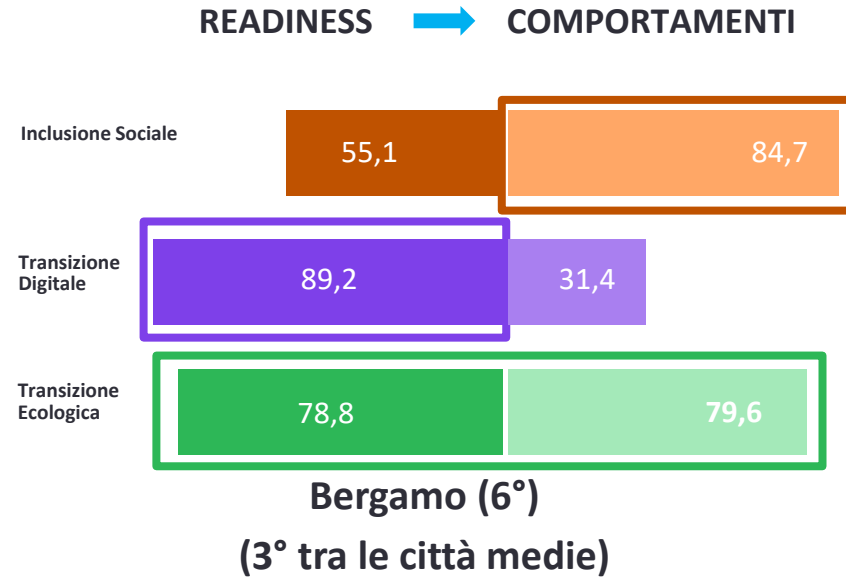 READINESS COMPORTAMENTI
Inclusione Sociale
55,1 84,7
Transizione
Digitale
89,2 31,4
Transizione
Ecologica
78,8 79,6
Bergamo (6°)
(3° tra le città medie)